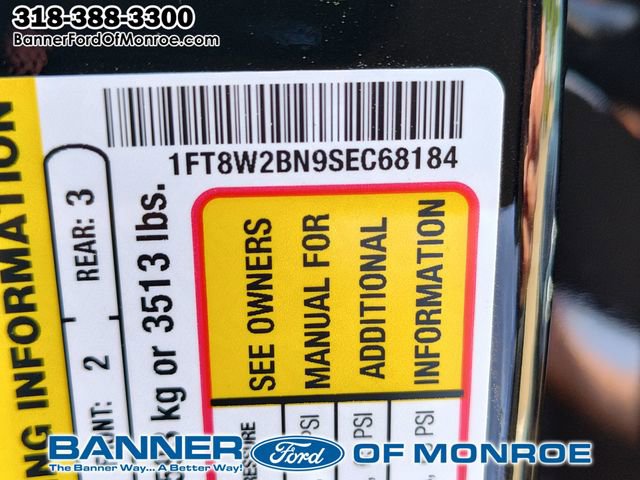 318-388-3300
BannerFordOfMonroe.com
1FT8W2BN9SEC68184
NG INFORMATION
2 REAR: 3
kg or 3513 lbs.
SEE OWNERS
MANUAL FOR
ADDITIONAL
INFORMATION
PSI
PSI
PSI
BANNER Ford OF MONROE
The Banner Way... A Better Way!